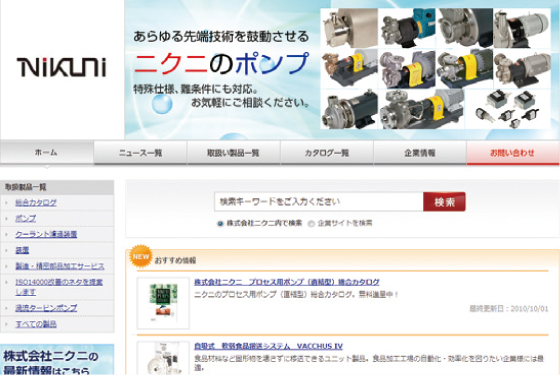 NiKUNi
あらゆる先端技術を鼓動させる
ニクニのポンプ
特殊仕様、難条件にも対応。
お気軽にご相談ください。
ホーム
ニュース一覧
取扱い製品一覧
カタログ一覧
企業情報
お問い合わせ
取扱製品一覧
総合カタログ
ポンプ
クーラント濾過装置
装置
製造・精密部品加工サービス
ISO14000改善のネタを提案
します
渦流タービンポンプ
すべての製品
株式会社ニクニの
最新情報はこちら
検索キーワードをご入力ください
検索
株式会社ニクニ内で検索
企業サイトを検索
NEW
おすすめ情報
株式会社ニクニ プロセス用ポンプ（直結型）総合カタログ
ニクニのプロセス用ポンプ（直結型）総合カタログ。無料進呈中！
最終更新日：2010/10/01
自吸式 軟弱食品搬送システム VACCHUS IV
食品材料など固形物を壊さずに移送できるユニット製品。食品加工工場の自動化・効率化を図りたい企業様には最
適。